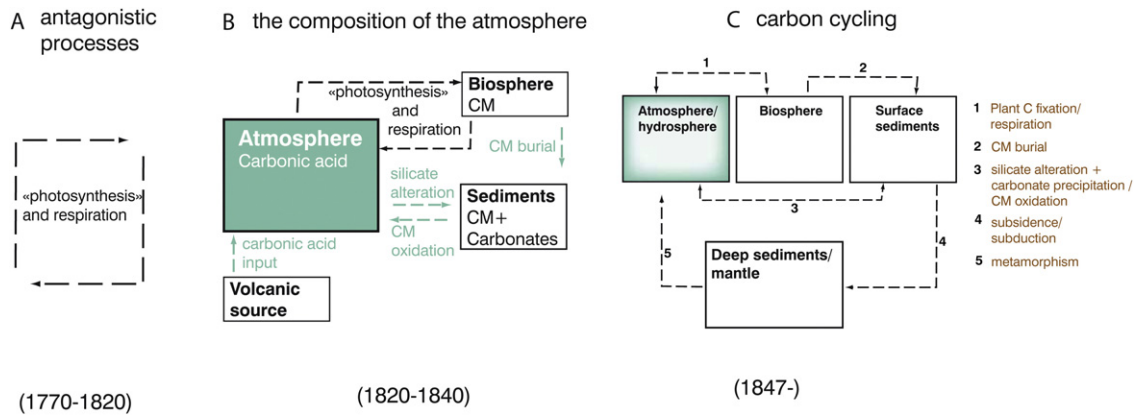 A antagonistic
processes
«photosynthesis»
and respiration
(1770-1820)
B the composition of the atmosphere
«photosynthesis»
and
respiration
Biosphere
CM
Atmosphere
Carbonic acid
CM burial
silicate
alteration
CM
oxidation
Sediments
CM+
Carbonates
carbonic acid
input
Volcanic
source
(1820-1840)
C carbon cycling
1
2
Atmosphere/
hydrosphere
Biosphere
Surface
sediments
3
4
5
Deep sediments/
mantle
1 Plant C fixation/
respiration
2 CM burial
3 silicate alteration +
carbonate precipitation /
CM oxidation
4 subsidence/
subduction
5 metamorphism
(1847-)